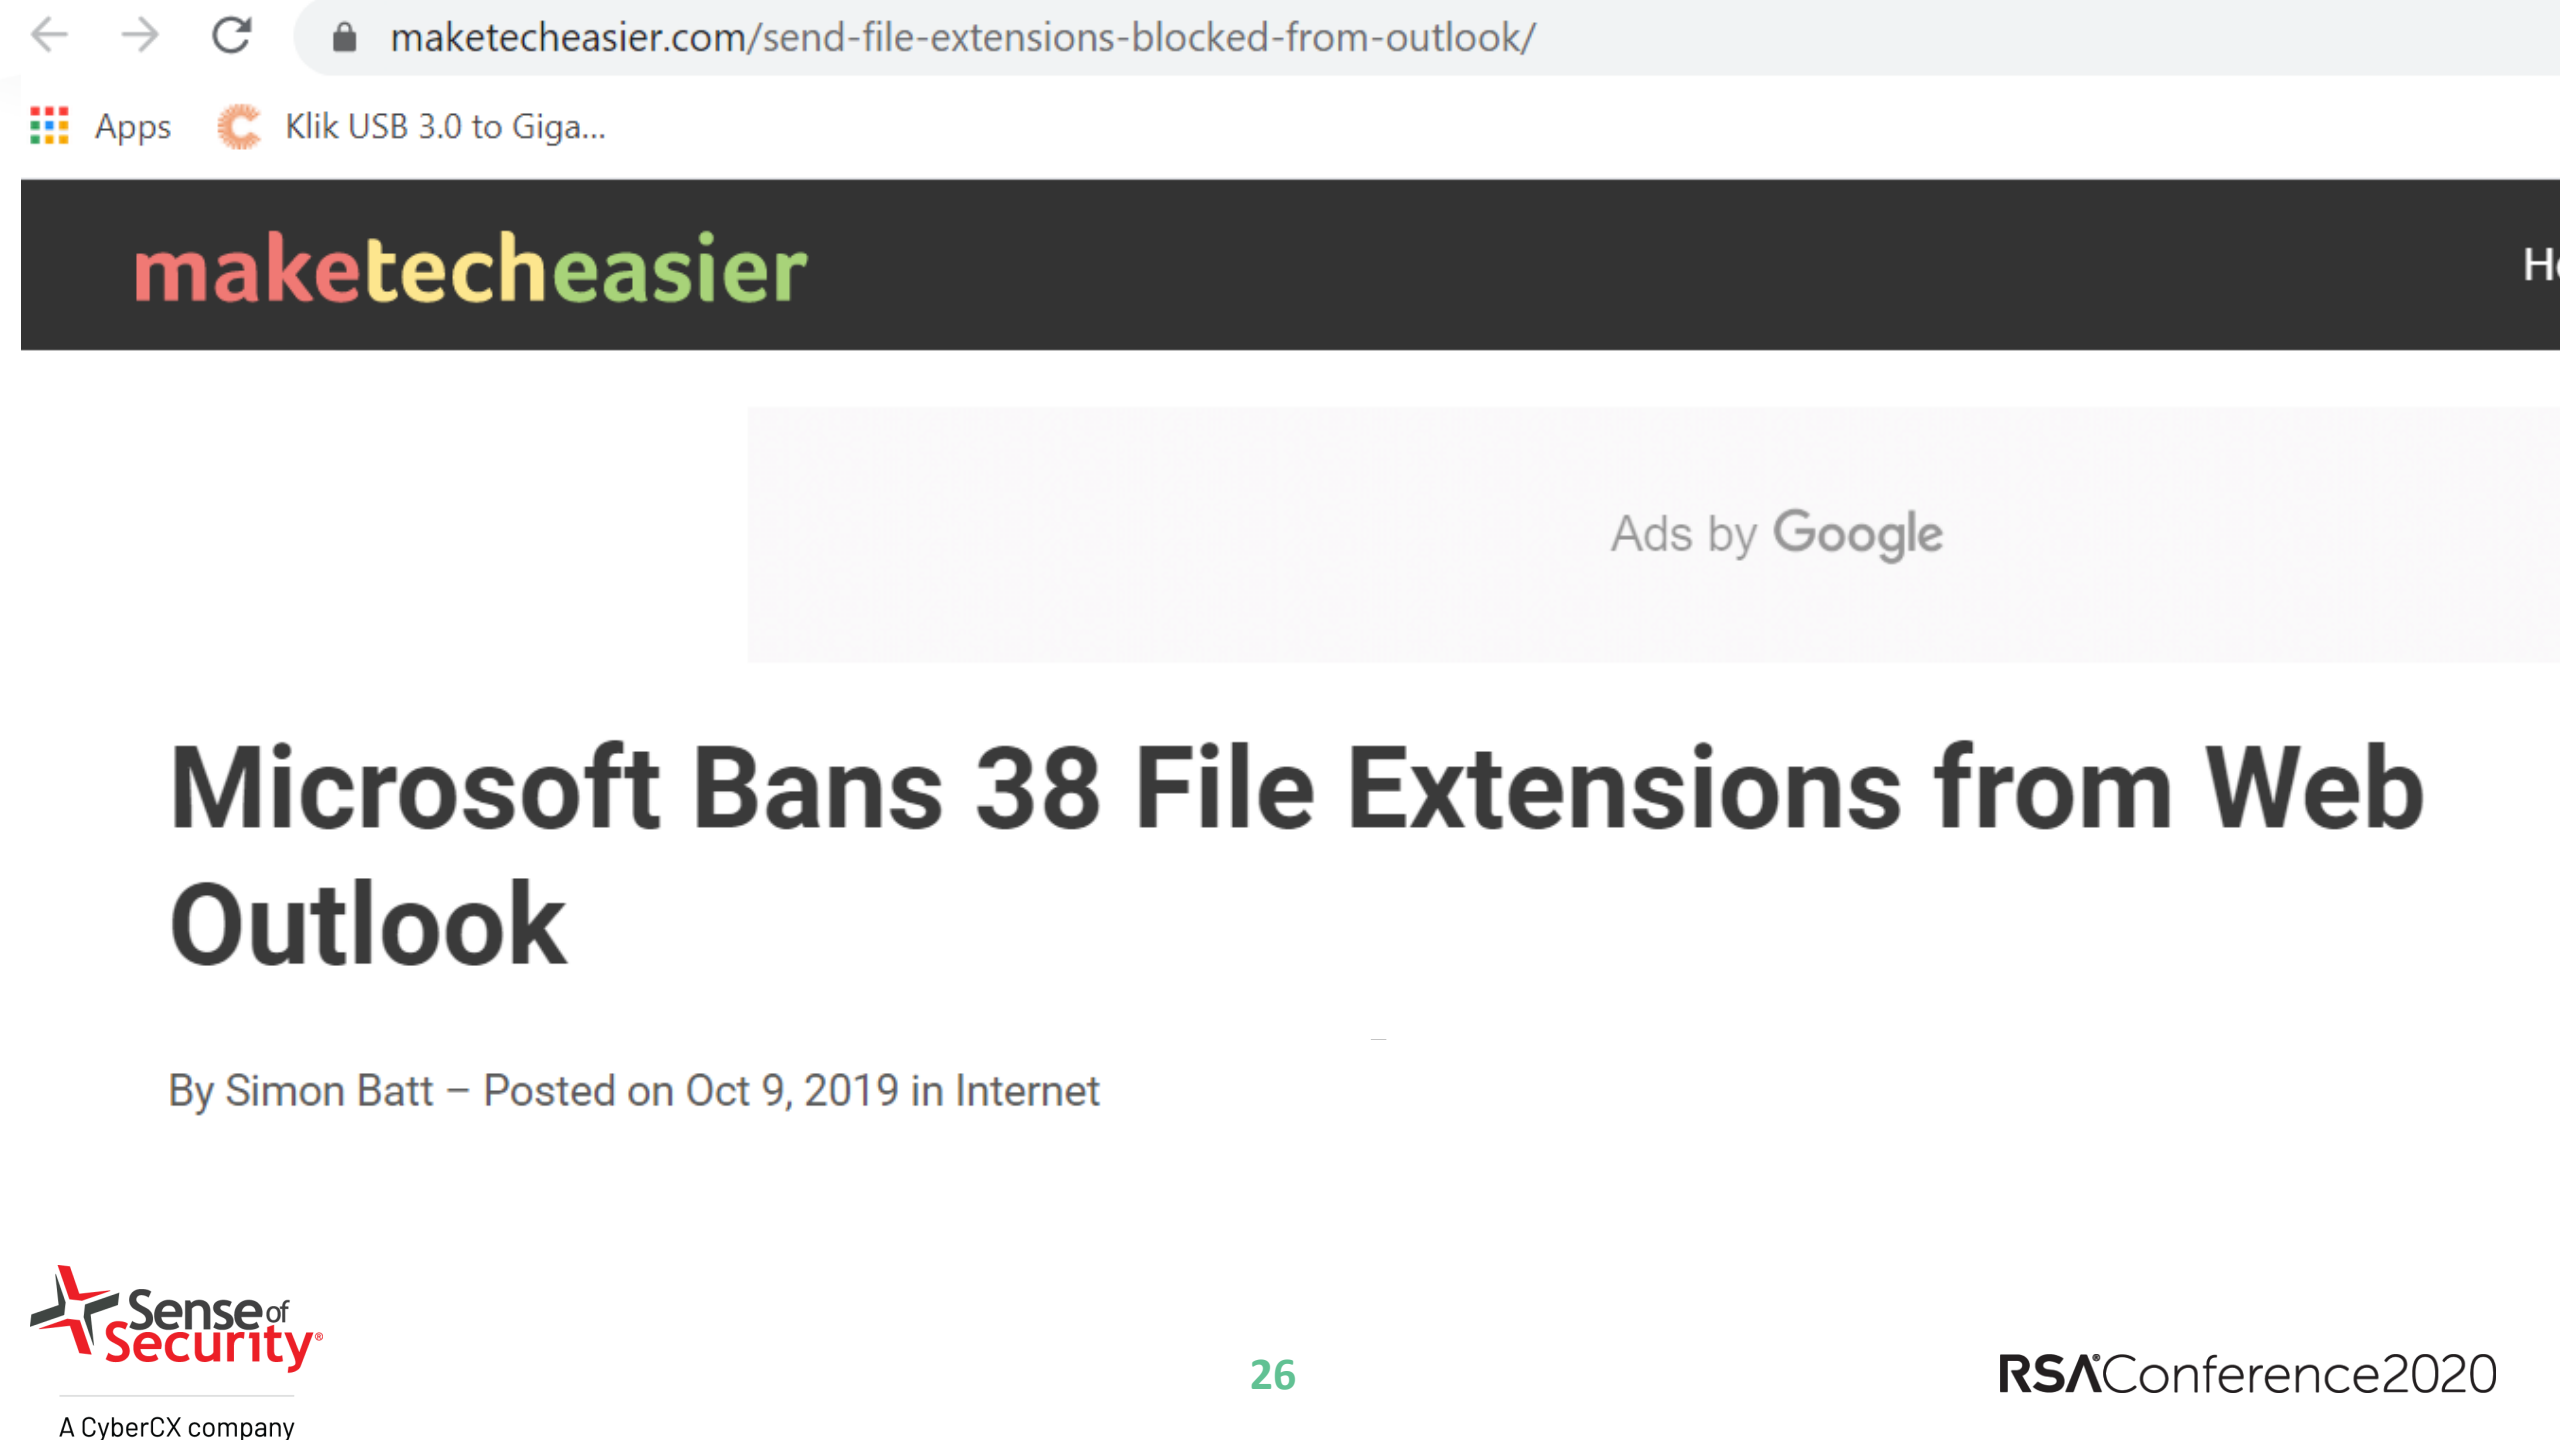 maketecheasier.com/send-file-extensions-blocked-from-outlook/
Apps Klik USB 3.0 to Giga...
maketecheasier
Ads by Google
Microsoft Bans 38 File Extensions from Web
Outlook
By Simon Batt – Posted on Oct 9, 2019 in Internet
Sense of
Security®
A CyberCX company
26
RSA®Conference2020